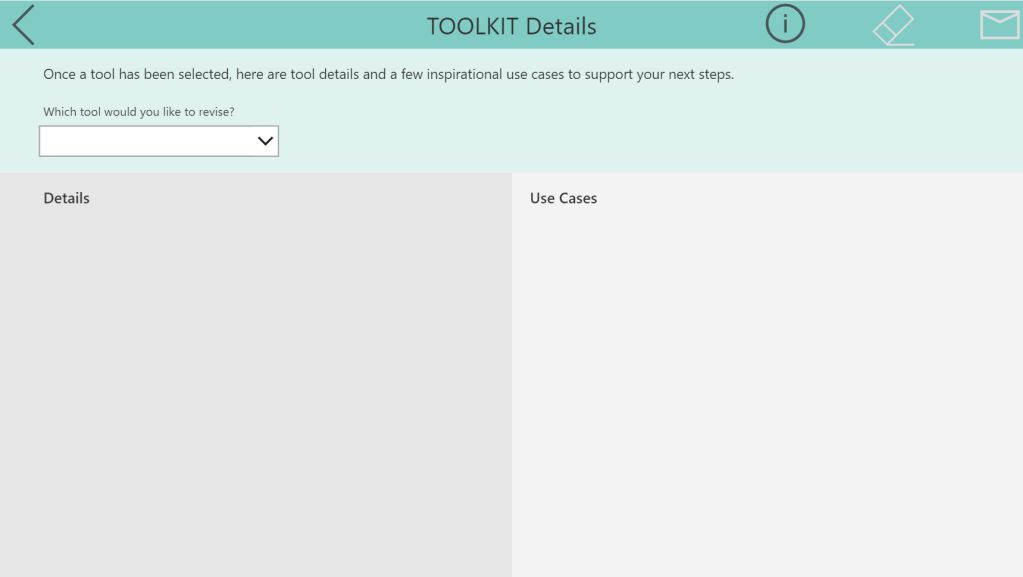 TOOLKIT Details
Once a tool has been selected, here are tool details and a few inspirational use cases to support your next steps.
Which tool would you like to revise?
Details
Use Cases